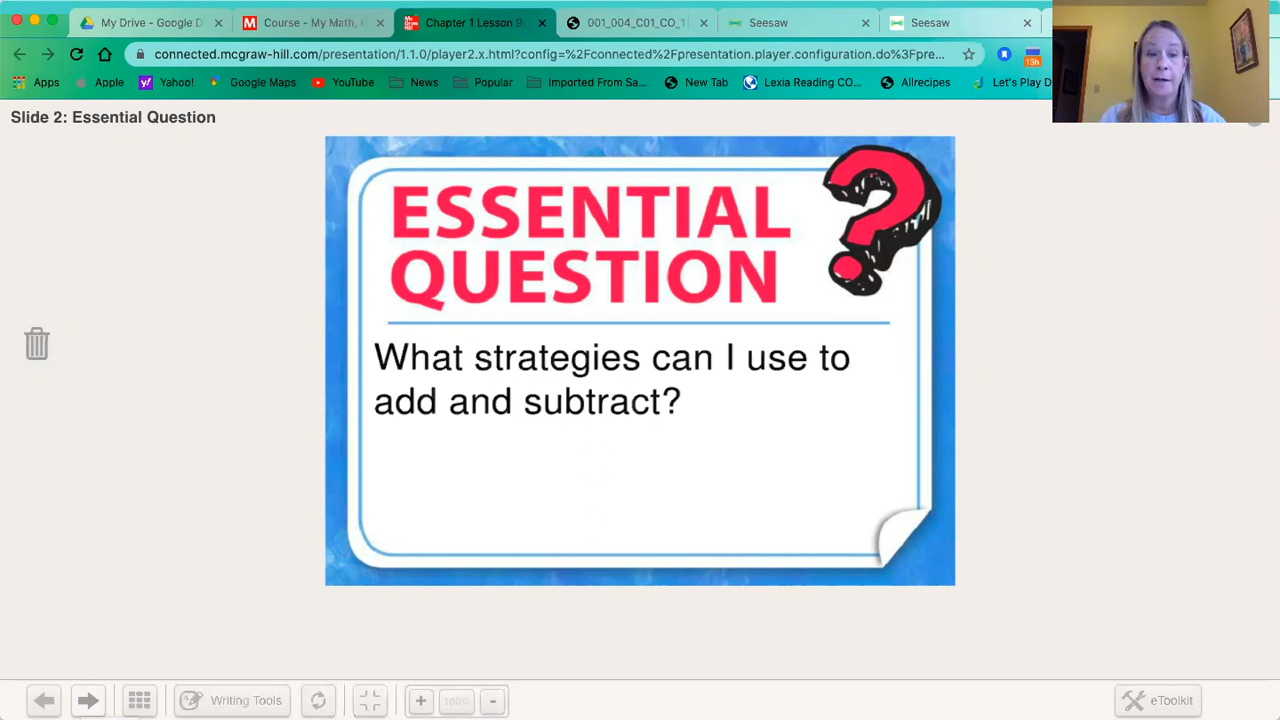 My Drive - Google D
Course - My Math,
Chapter 1 Lesson 9:
001_004_C01_CO_1
Seesaw
Seesaw
connected.mcgraw-hill.com/presentation/1.1.0/player2.x.html?config=%2Fconnected%2Fpresentation.player.configuration.do%3Fpre...
13h
Apps
Apple
Yahoo!
Google Maps
YouTube
News
Popular
Imported From Sa...
New Tab
Lexia Reading CO...
Allrecipes
Let's Play D
Slide 2: Essential Question
ESSENTIAL
QUESTION
What strategies can I use to
add and subtract?
Writing Tools
100%
eToolkit